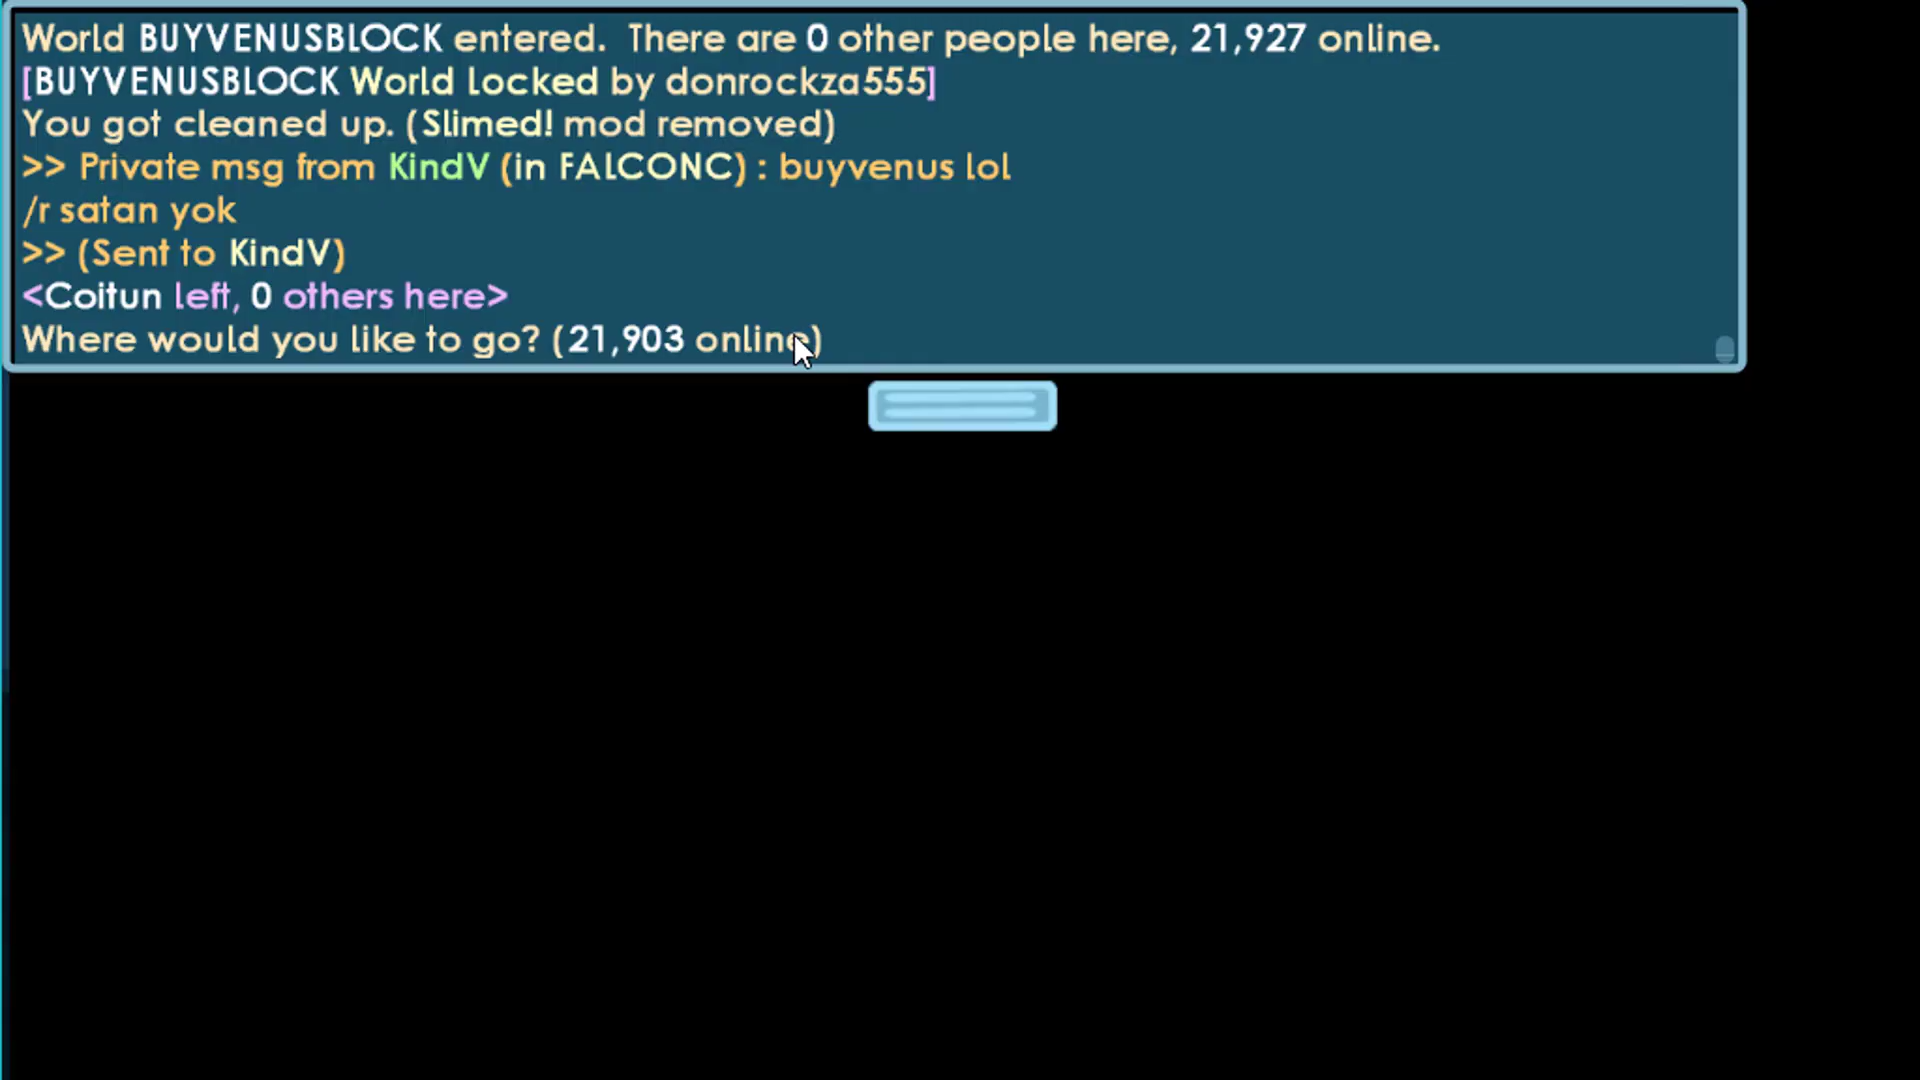 World BUYVENUSBLOCK entered.  There are 0 other people here, 21,927 online.
[BUYVENUSBLOCK World Locked by donrockza555]
You got cleaned up. (Slimed! mod removed)
>> Private msg from KindV (in FALCONC) : buyvenus lol
/r satan yok
>> (Sent to KindV)
<Coitun left, 0 others here>
Where would you like to go? (21,903 online)